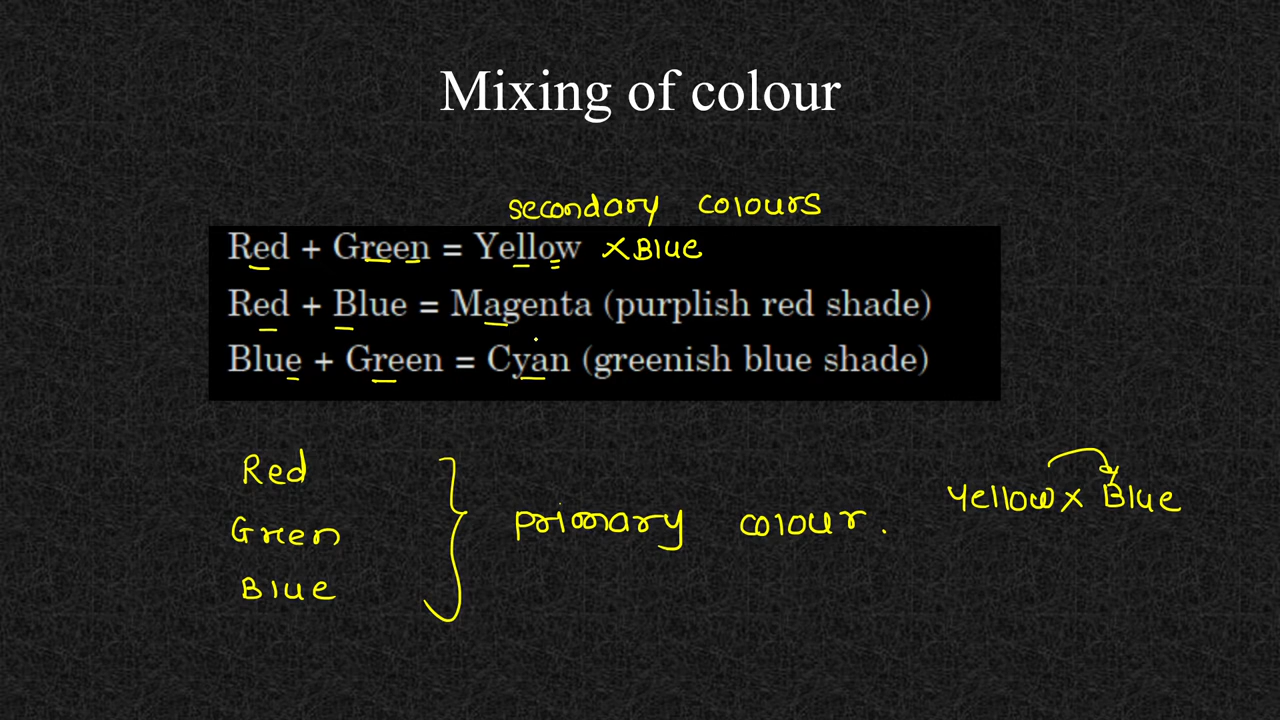 Mixing of colour
secondary colours
Red + Green = Yellow × Blue
Red + Blue = Magenta (purplish red shade)
Blue + Green = Cyan (greenish blue shade)
Red
Green
Blue
primary colour.
Yellow × Blue